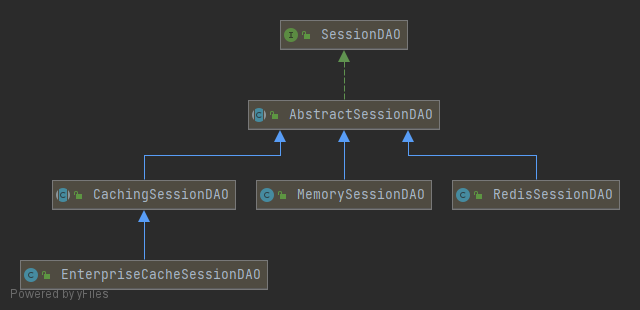 SessionDAO
AbstractSessionDAO
CachingSessionDAO
MemorySessionDAO
RedisSessionDAO
EnterpriseCacheSessionDAO
Powered by yFiles